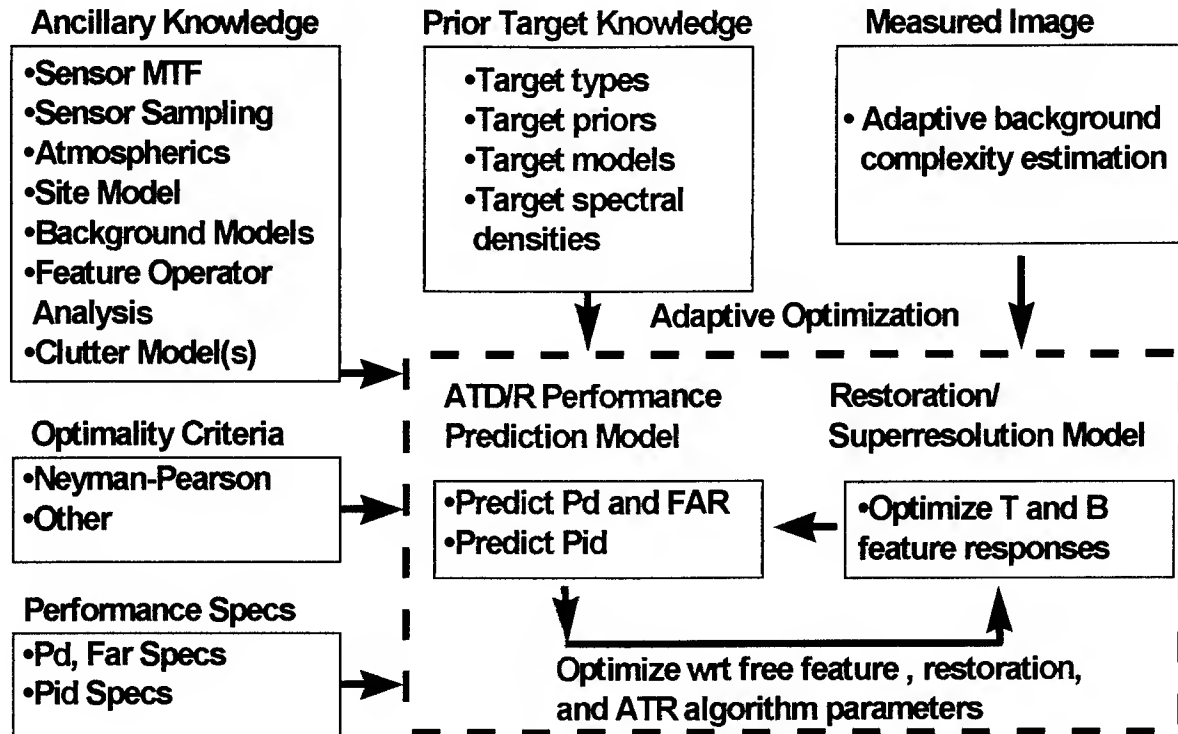 Ancillary Knowledge
•Sensor MTF
•Sensor Sampling
•Atmospherics
•Site Model
•Background Models
•Feature Operator
Analysis
•Clutter Model(s)
Prior Target Knowledge
•Target types
•Target priors
•Target models
•Target spectral
densities
Measured Image
• Adaptive background
complexity estimation
Adaptive Optimization
Optimality Criteria
•Neyman-Pearson
•Other
Performance Specs
•Pd, Far Specs
•Pid Specs
ATD/R Performance
Prediction Model
•Predict Pd and FAR
•Predict Pid
Restoration/
Superresolution Model
•Optimize T and B
feature responses
Optimize wrt free feature , restoration,
and ATR algorithm parameters